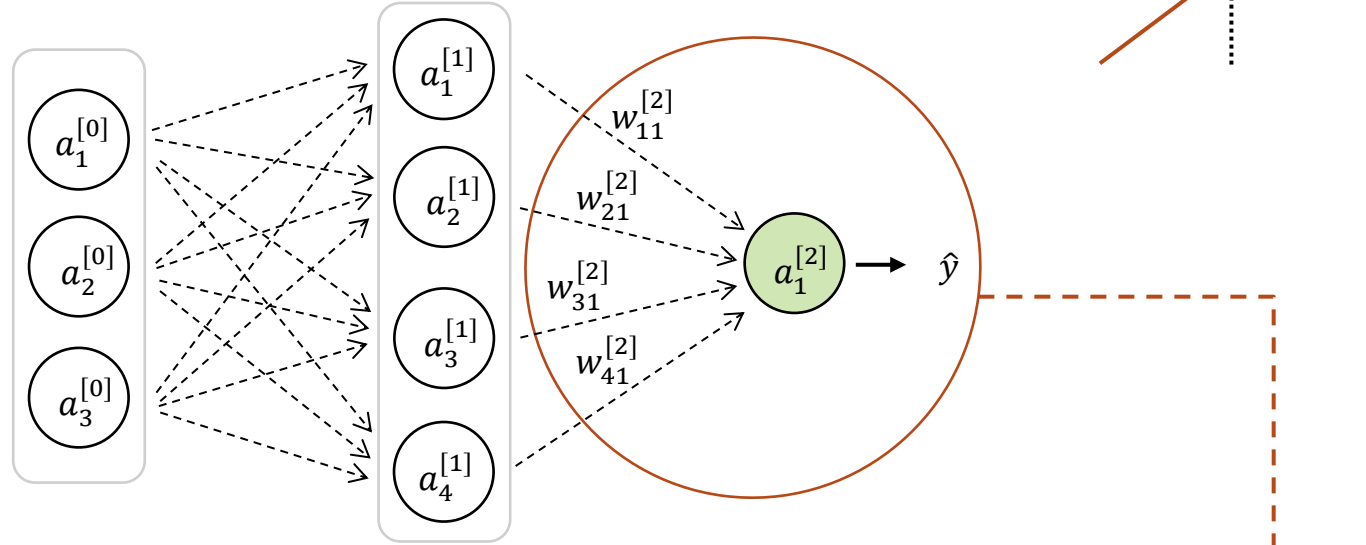 a_1^{[0]}
a_2^{[0]}
a_3^{[0]}
a_1^{[1]}
a_2^{[1]}
a_3^{[1]}
a_4^{[1]}
w_{11}^{[2]}
w_{21}^{[2]}
w_{31}^{[2]}
w_{41}^{[2]}
a_1^{[2]}
ŷ